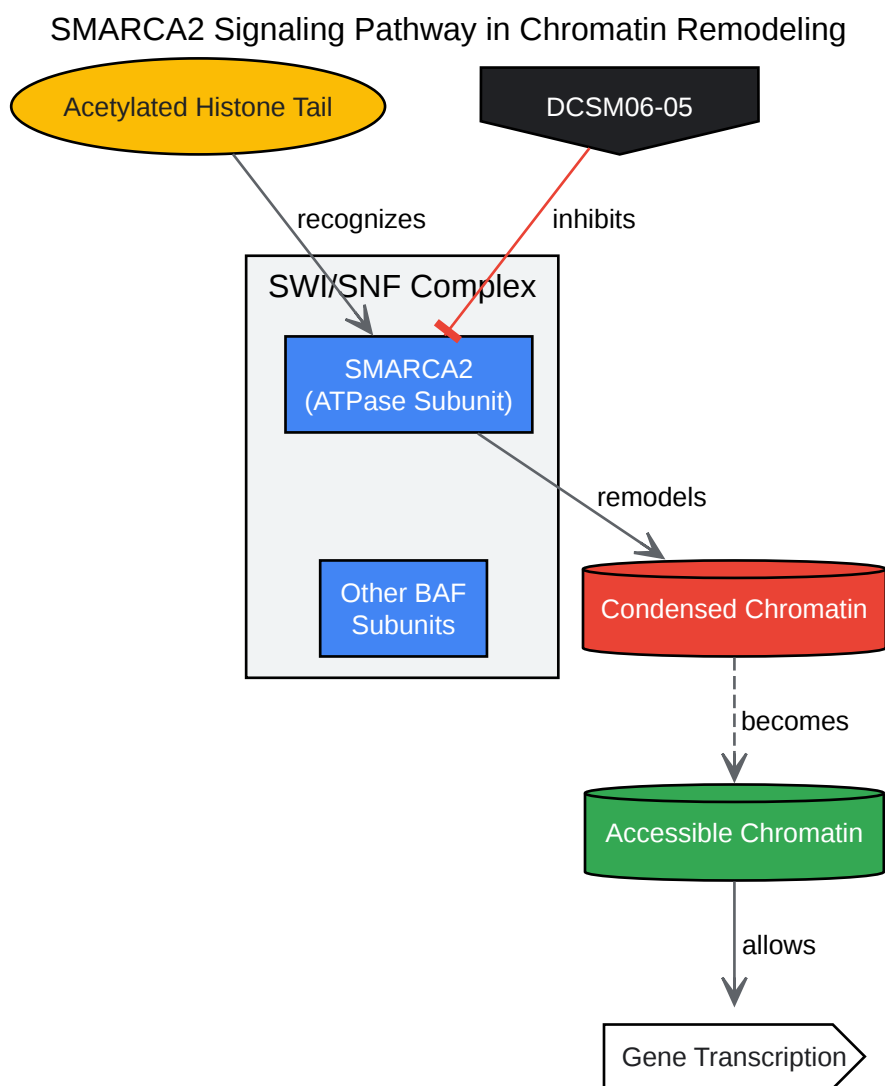 SMARCA2 Signaling Pathway in Chromatin Remodeling
Acetylated Histone Tail
DCSM06-05
recognizes
inhibits
SWI/SNF Complex
SMARCA2
(ATPase Subunit)
remodels
Other BAF
Subunits
Condensed Chromatin
becomes
Accessible Chromatin
allows
Gene Transcription